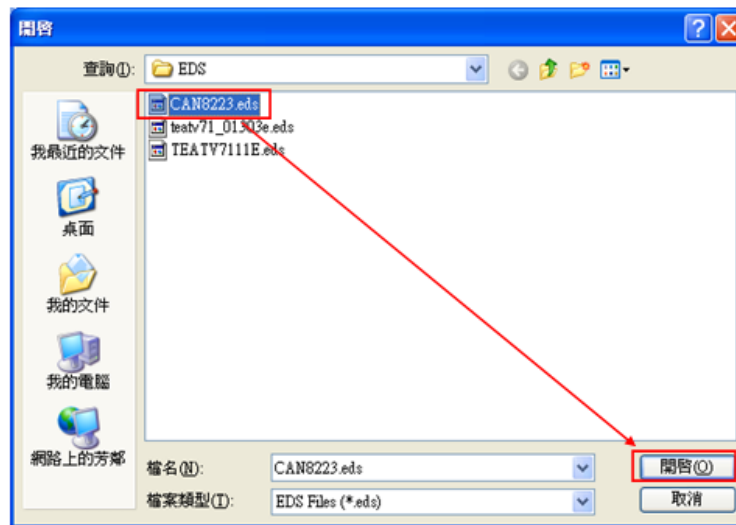 開啓
查詢(I):
EDS
CAN8223.eds
teatv71_01303e.eds
TEATV7111E.eds
我最近的文件
桌面
我的文件
我的電腦
網路上的芳鄰
檔名(N):
CAN8223.eds
開啓(O)
檔案類型(T):
EDS Files (*.eds)
取消